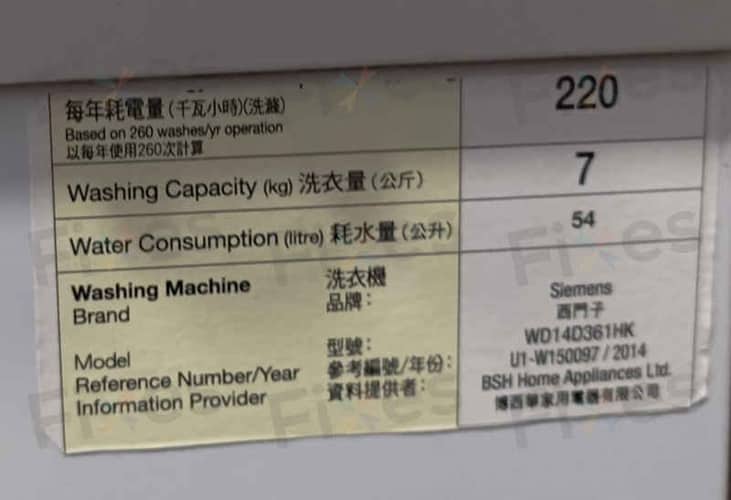 每年耗電量 (千瓦小時)(洗滌)
Based on 260 washes/yr operation
以每年使用260次計算
220
Washing Capacity (kg) 洗衣量 (公斤)
7
Water Consumption (litre) 耗水量 (公升)
54
Washing Machine 洗衣機
Brand 品牌：
Siemens
西門子
Model 型號：
WD14D361HK
Reference Number/Year 參考編號/年份：
U1-W150097 / 2014
Information Provider 資料提供者：
BSH Home Appliances Ltd.
博西華家用電器有限公司
Fixes